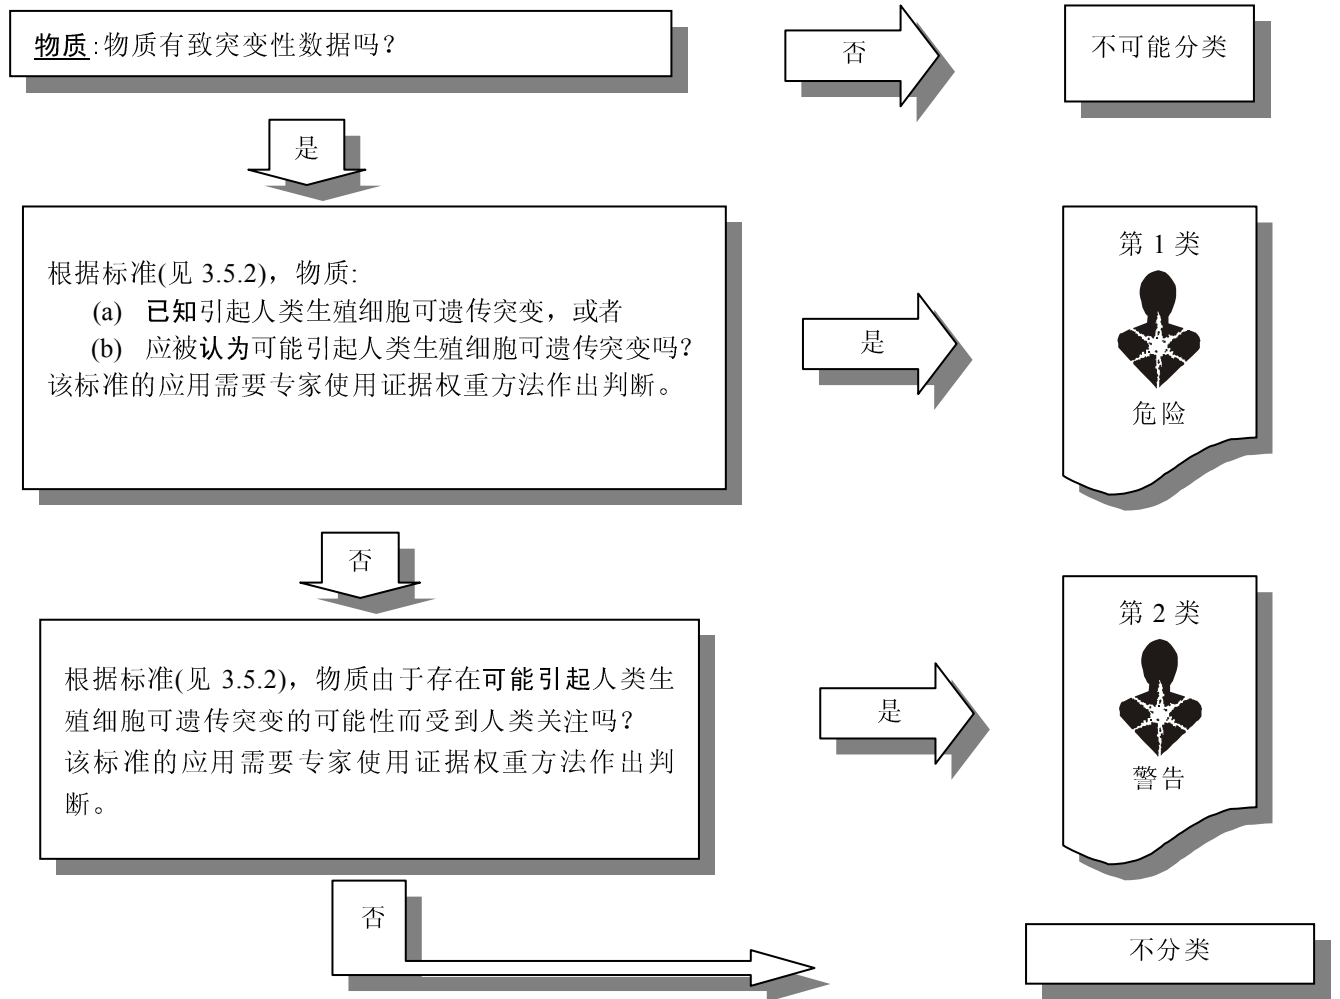 物质:物质有致突变性数据吗？
否
不可能分类
是
根据标准(见 3.5.2)，物质:
(a) 已知引起人类生殖细胞可遗传突变，或者
(b) 应被认为可能引起人类生殖细胞可遗传突变吗？
该标准的应用需要专家使用证据权重方法作出判断。
是
第 1 类
危险
否
根据标准(见 3.5.2)，物质由于存在可能引起人类生
殖细胞可遗传突变的可能性而受到人类关注吗？
该标准的应用需要专家使用证据权重方法作出判
断。
是
第 2 类
警告
否
不分类